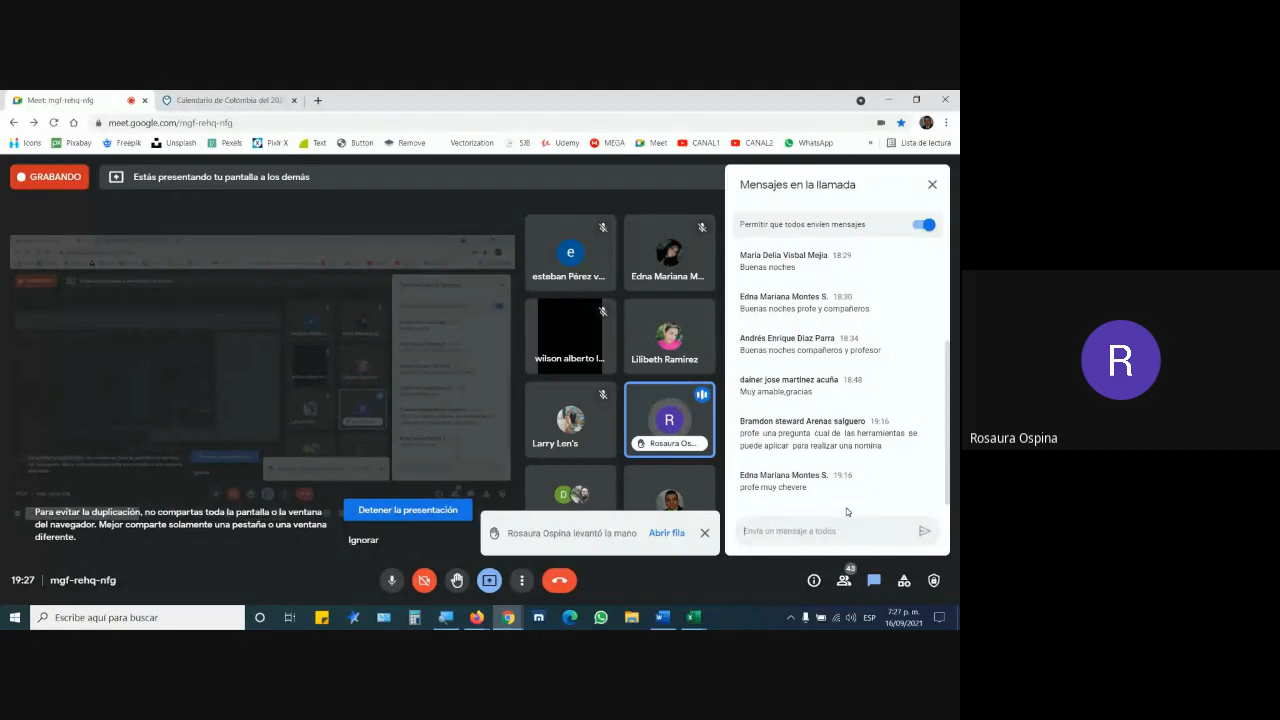 Meet: mgf-rehq-nfg
Calendario de Colombia del 202
meet.google.com/mgf-rehq-nfg
Icons
Pixabay
Freepik
Unsplash
Pexels
Pixlr X
Text
Button
Remove
Vectorization
SJB
Udemy
MEGA
Meet
CANAL1
CANAL2
WhatsApp
»
Lista de lectura
GRABANDO
Estás presentando tu pantalla a los demás
Mensajes en la llamada
Permitir que todos envíen mensajes
Maria Delia Visbal Mejia 18:29
Buenas noches
Edna Mariana Montes S. 18:30
Buenas noches profe y compañeros
Andrés Enrique Diaz Parra 18:34
Buenas noches compañeros y profesor
dainer jose martínez acuña 18:48
Muy amable,gracias
Bramdon steward Arenas salguero 19:16
profe una pregunta cual de las herramientas se
puede aplicar para realizar una nomina
Edna Mariana Montes S. 19:16
profe muy chevere
Envía un mensaje a todos
e
esteban Pérez v...
Edna Mariana M...
wilson alberto l...
Lilibeth Ramirez
Larry Len's
R
Rosaura Os...
D
Para evitar la duplicación, no compartas toda la pantalla o la ventana
del navegador. Mejor comparte solamente una pestaña o una ventana
diferente.
Detener la presentación
Ignorar
Rosaura Ospina levantó la mano
Abrir fila
19:27 | mgf-rehq-nfg
43
Escribe aquí para buscar
ESP
7:27 p. m.
16/09/2021
R
Rosaura Ospina